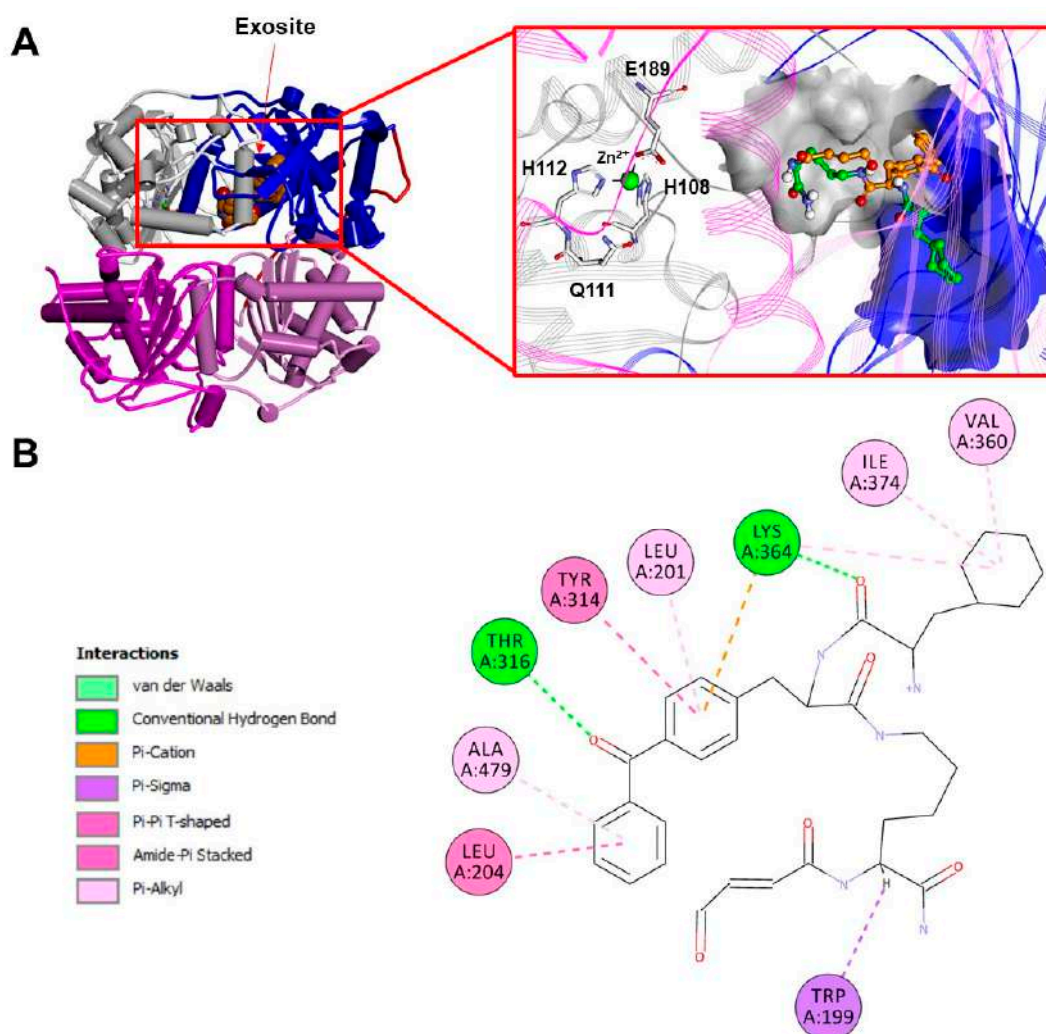 A
Exosite
E189
Zn2+
H112
H108
Q111
B
VAL
A:360
ILE
A:374
LYS
A:364
LEU
A:201
TYR
A:314
THR
A:316
ALA
A:479
LEU
A:204
TRP
A:199
O
O
N
+N
O
N
O
O
N
O
N
H
O
Interactions
van der Waals
Conventional Hydrogen Bond
Pi-Cation
Pi-Sigma
Pi-Pi T-shaped
Amide-Pi Stacked
Pi-Alkyl